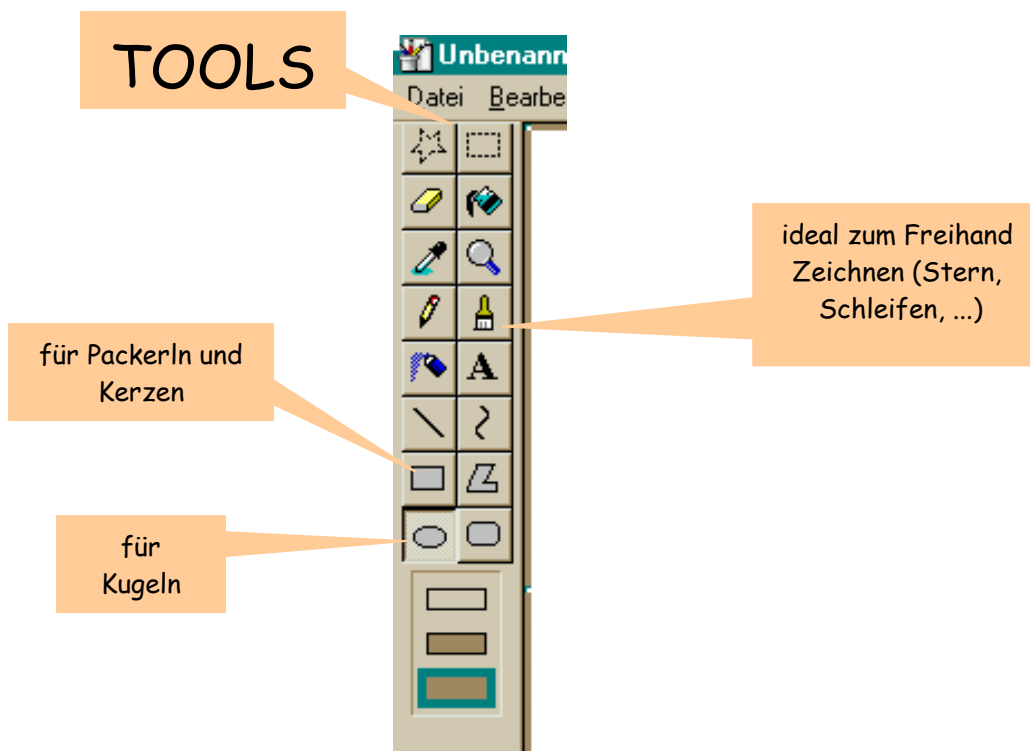 TOOLS
Unbenann
Datei Bearbe
A
ideal zum Freihand
Zeichnen (Stern,
Schleifen, ...)
für Packerln und
Kerzen
für
Kugeln